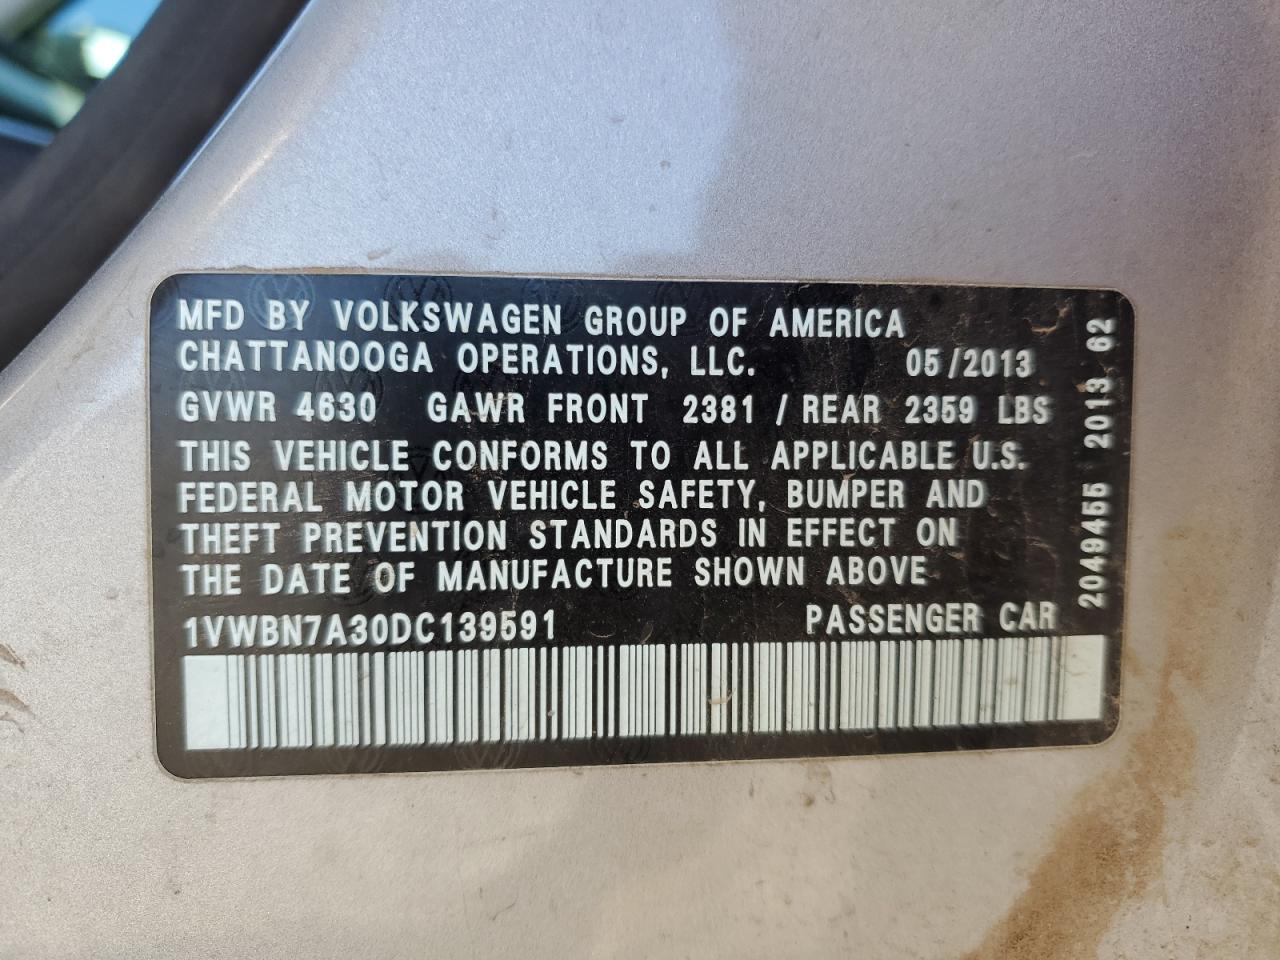 MFD BY VOLKSWAGEN GROUP OF AMERICA
CHATTANOOGA OPERATIONS, LLC. 05/2013
GVWR 4630 GAWR FRONT 2381 / REAR 2359 LBS
THIS VEHICLE CONFORMS TO ALL APPLICABLE U.S.
FEDERAL MOTOR VEHICLE SAFETY, BUMPER AND
THEFT PREVENTION STANDARDS IN EFFECT ON
THE DATE OF MANUFACTURE SHOWN ABOVE
1VWBN7A30DC139591 PASSENGER CAR
2049455 2013 62